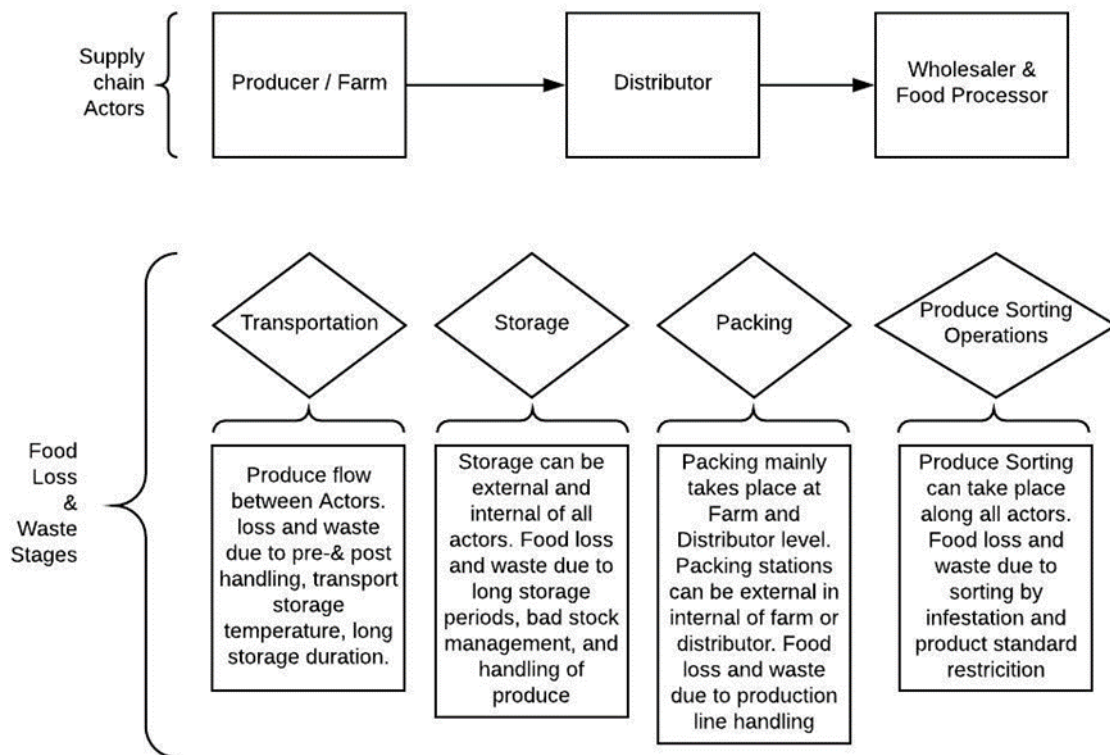 Supply
chain
Actors
Producer / Farm
Distributor
Wholesaler &
Food Processor
Food
Loss
&
Waste
Stages
Transportation
Storage
Packing
Produce Sorting
Operations
Produce flow
between Actors.
loss and waste
due to pre-& post
handling, transport
storage
temperature, long
storage duration.
Storage can be
external and
internal of all
actors. Food loss
and waste due to
long storage
periods, bad stock
management, and
handling of
produce
Packing mainly
takes place at
Farm and
Distributor level.
Packing stations
can be external in
internal of farm or
distributor. Food
loss and waste
due to production
line handling
Produce Sorting
can take place
along all actors.
Food loss and
waste due to
sorting by
infestation and
product standard
restricition